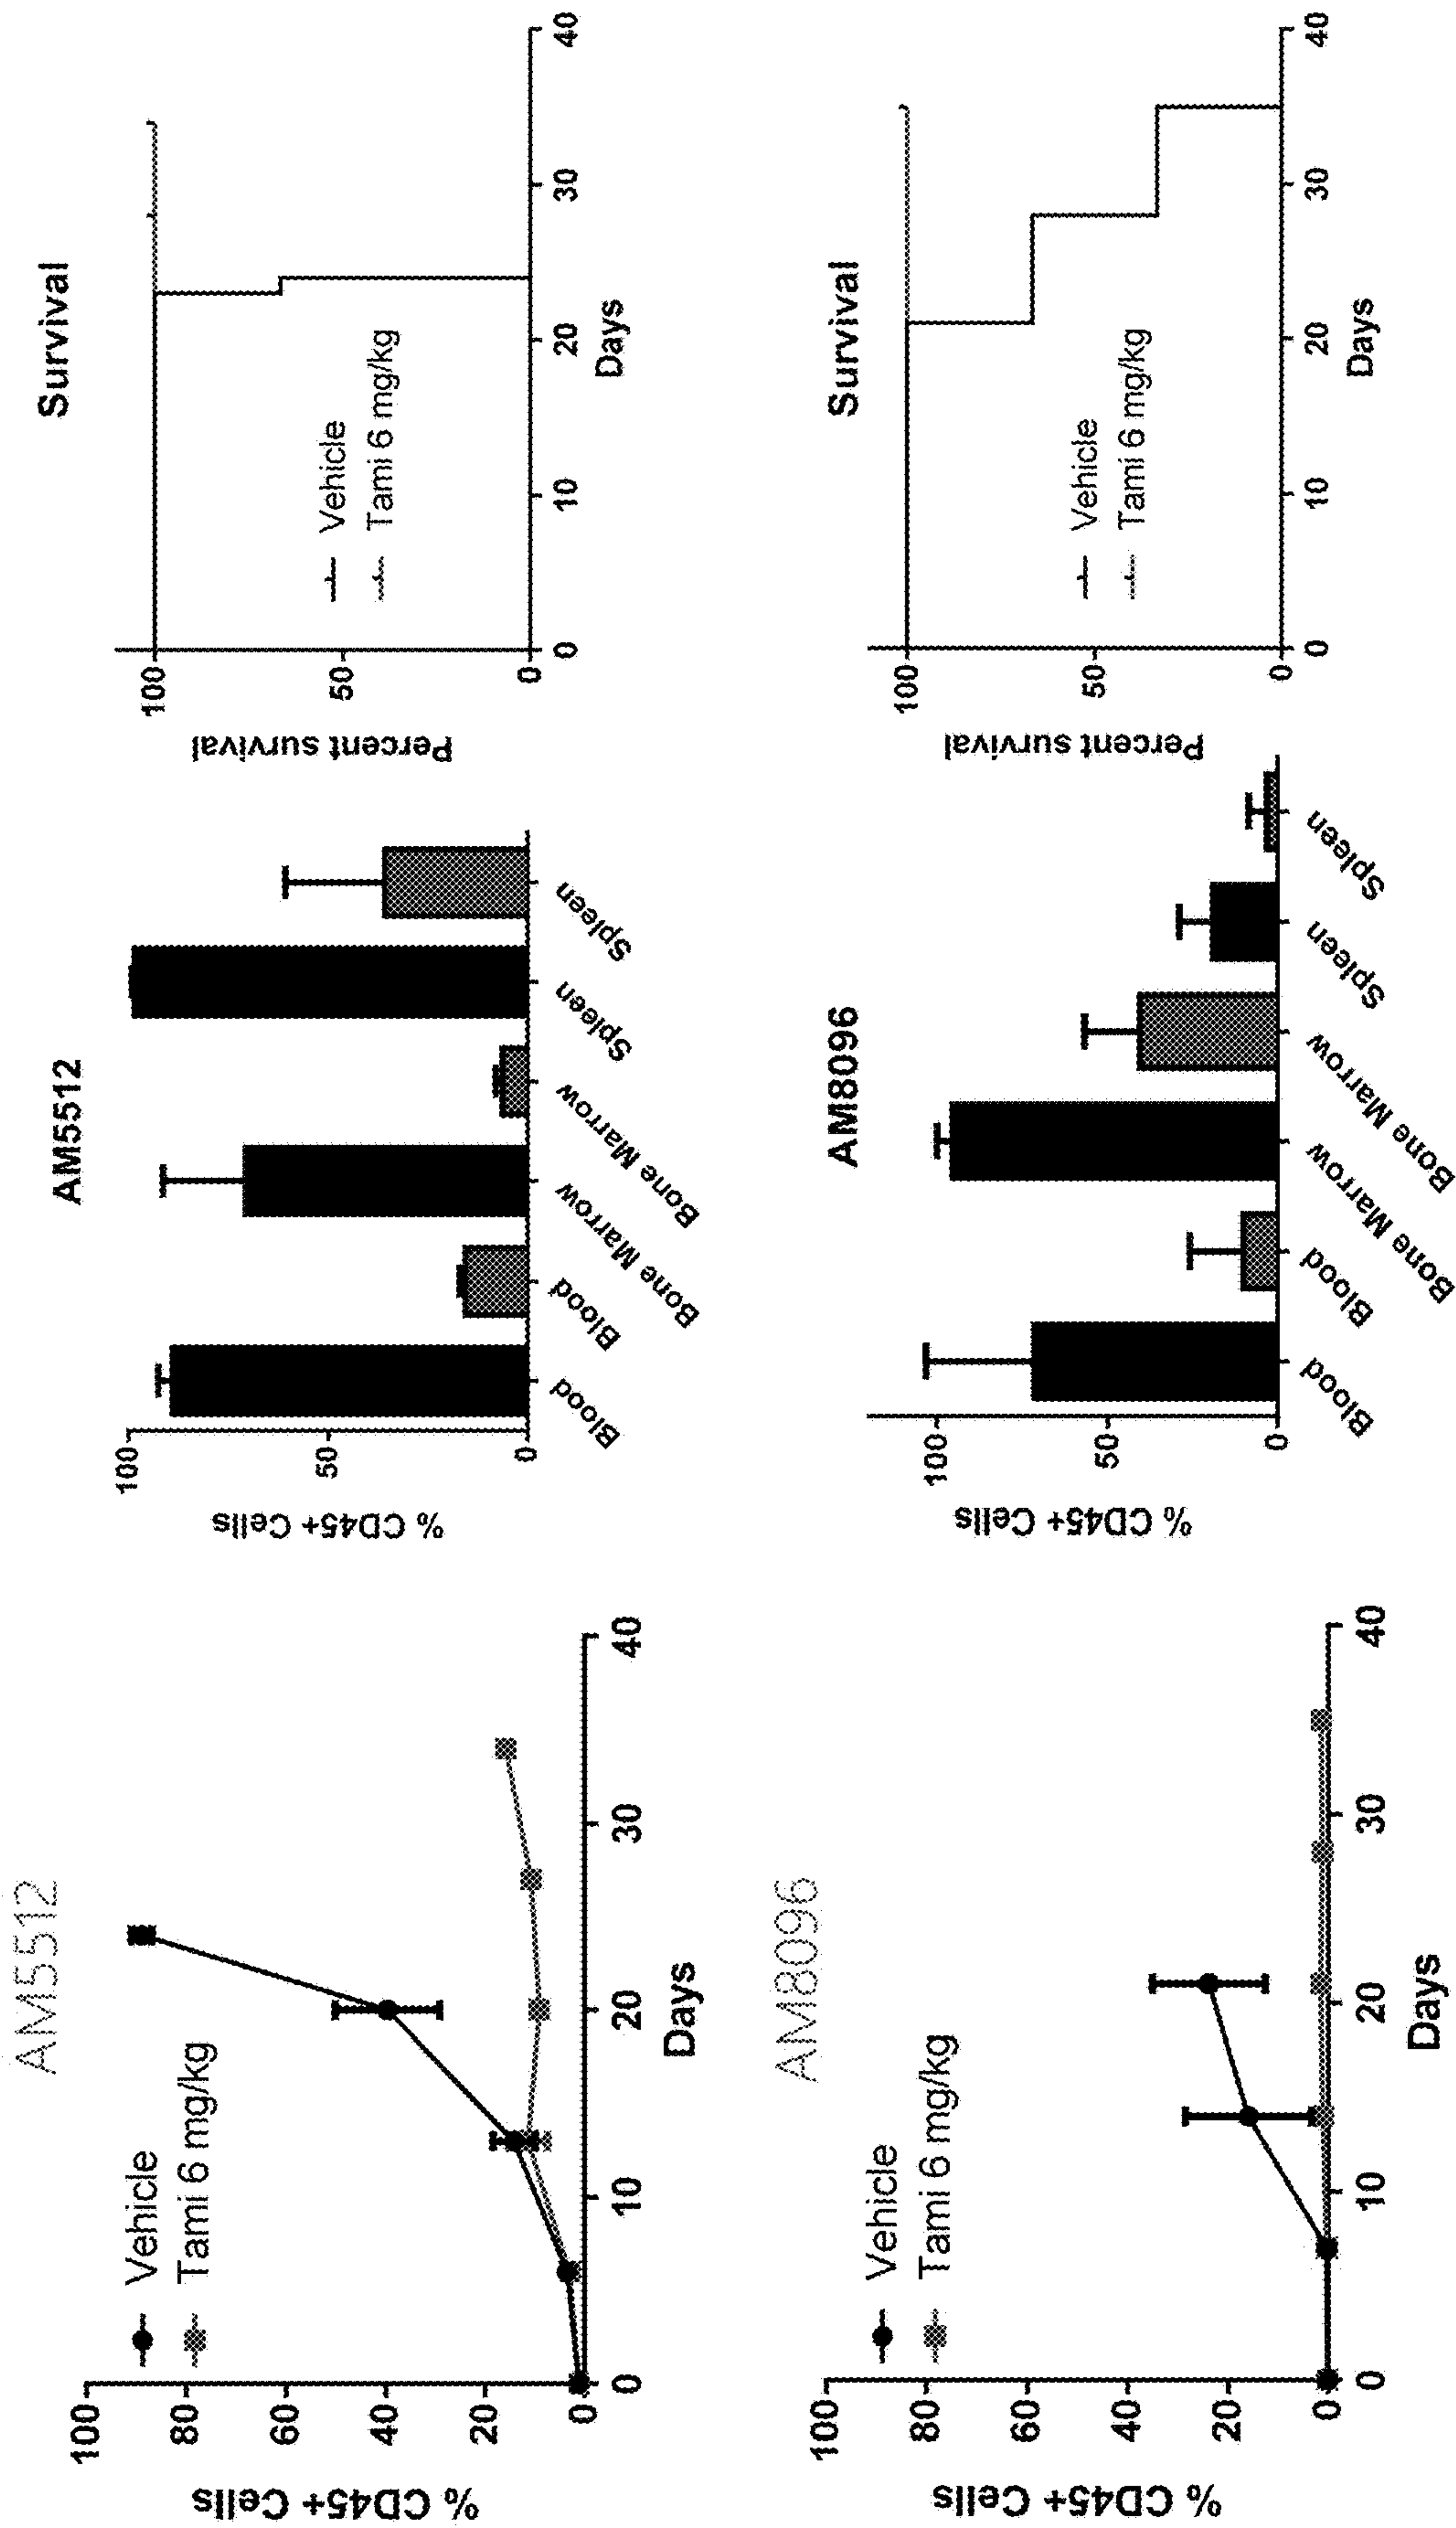 AM5512
Vehicle
Tami 6 mg/kg
% CD45+ Cells
100
80
60
40
20
0
0 10 20 30 40
Days
AM5512
% CD45+ Cells
100
50
0
Blood Blood Bone Marrow Bone Marrow Spleen Spleen
Survival
Percent survival
100
50
0
Vehicle
Tami 6 mg/kg
0 10 20 30 40
Days
AM8096
Vehicle
Tami 6 mg/kg
% CD45+ Cells
100
80
60
40
20
0
0 10 20 30 40
Days
AM8096
% CD45+ Cells
100
50
0
Blood Blood Bone Marrow Bone Marrow Spleen Spleen
Survival
Percent survival
100
50
0
Vehicle
Tami 6 mg/kg
0 10 20 30 40
Days